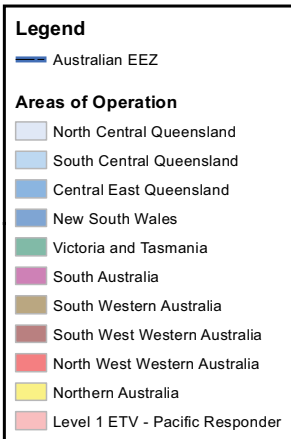 Legend
Australian EEZ
Areas of Operation
North Central Queensland
South Central Queensland
Central East Queensland
New South Wales
Victoria and Tasmania
South Australia
South Western Australia
South West Western Australia
North West Western Australia
Northern Australia
Level 1 ETV - Pacific Responder